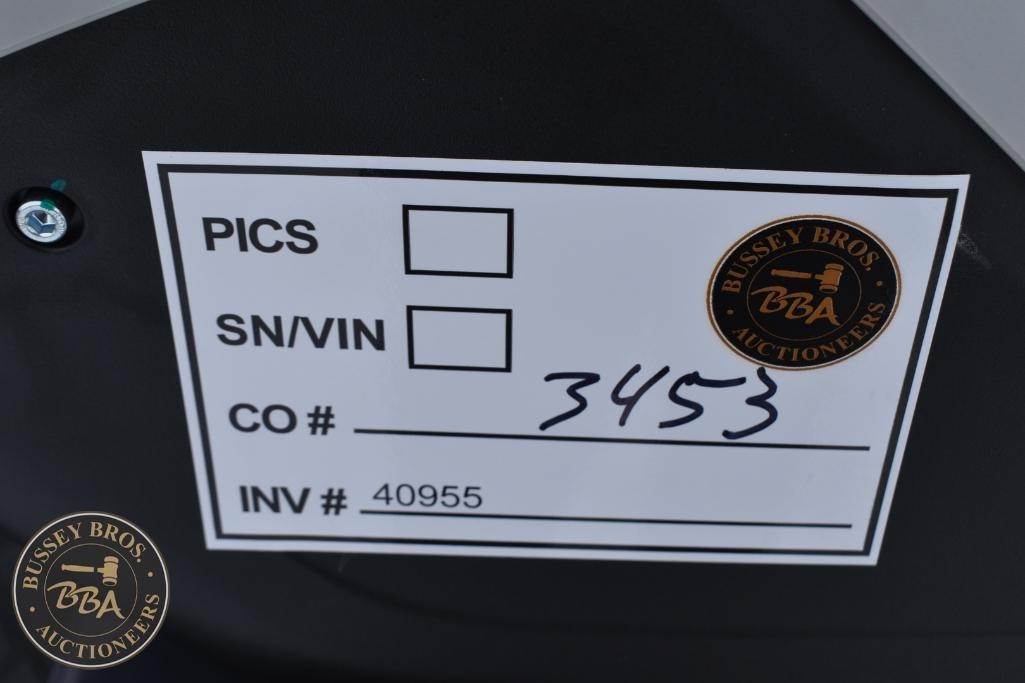 PICS
SN/VIN
CO # 3453
INV # 40955
BUSSEY BROS.
BBA
AUCTIONEERS
BUSSEY BROS.
BBA
AUCTIONEERS